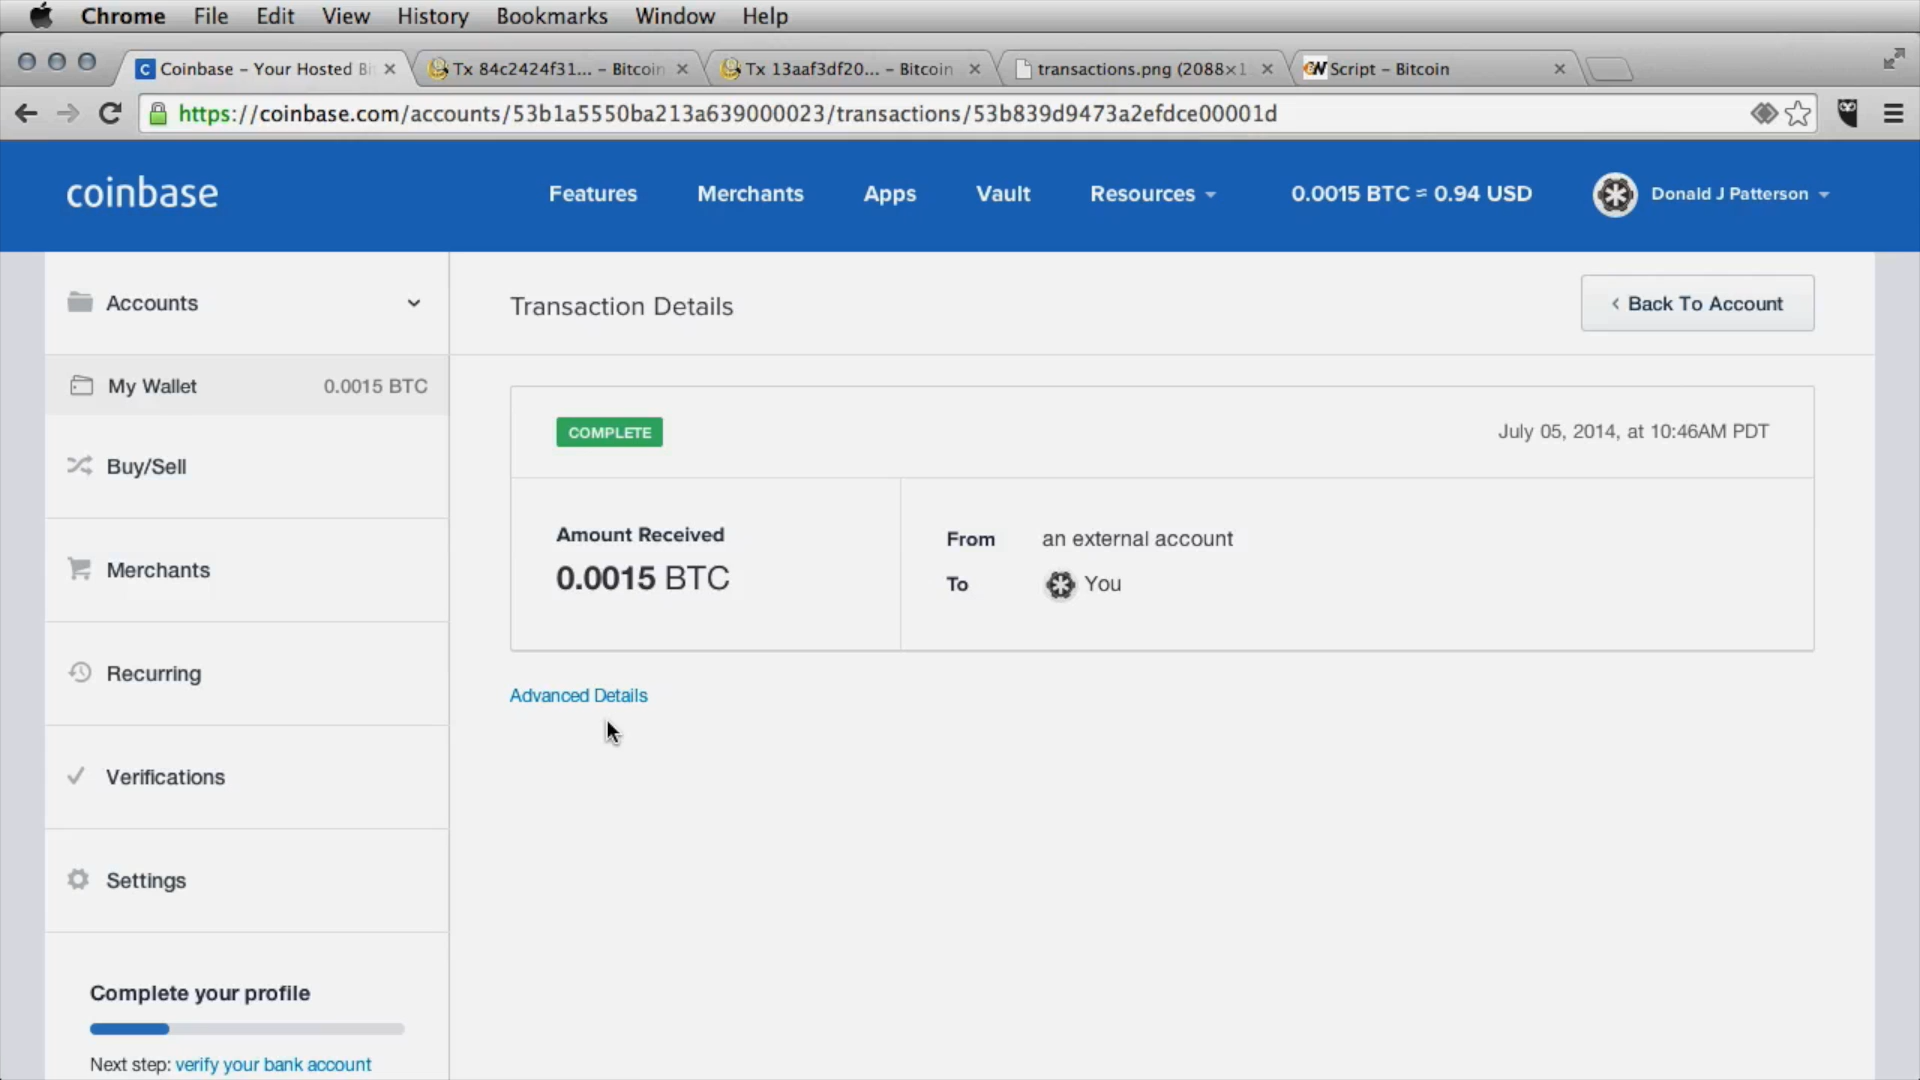 Chrome File Edit View History Bookmarks Window Help
Coinbase - Your Hosted Bi
Tx 84c2424f31... - Bitcoin
Tx 13aaf3df20... - Bitcoin
transactions.png (2088×1
Script - Bitcoin
https://coinbase.com/accounts/53b1a5550ba213a639000023/transactions/53b839d9473a2efdce00001d
coinbase
Features Merchants Apps Vault Resources 0.0015 BTC = 0.94 USD Donald J Patterson
Accounts
Transaction Details
‹ Back To Account
My Wallet 0.0015 BTC
COMPLETE
July 05, 2014, at 10:46AM PDT
Buy/Sell
Amount Received
0.0015 BTC
From an external account
To You
Merchants
Recurring
Advanced Details
Verifications
Settings
Complete your profile
Next step: verify your bank account